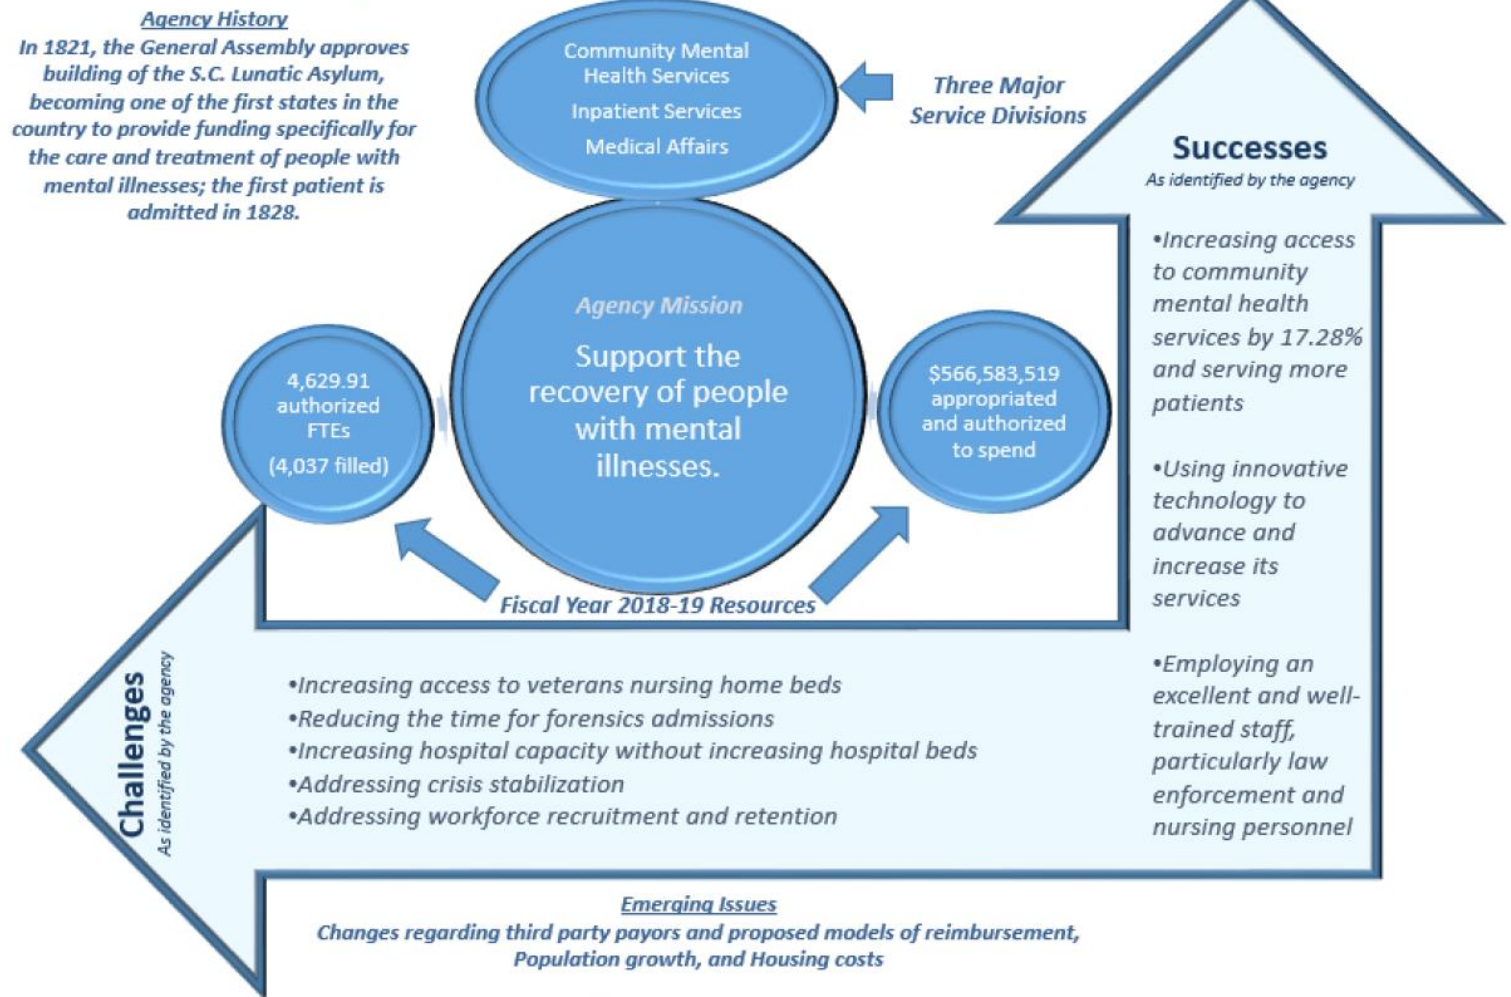 Agency History
In 1821, the General Assembly approves
building of the S.C. Lunatic Asylum,
becoming one of the first states in the
country to provide funding specifically for
the care and treatment of people with
mental illnesses; the first patient is
admitted in 1828.
Community Mental
Health Services
Inpatient Services
Medical Affairs
Three Major
Service Divisions
Agency Mission
Support the
recovery of people
with mental
illnesses.
4,629.91
authorized
FTEs
(4,037 filled)
$566,583,519
appropriated
and authorized
to spend
Fiscal Year 2018-19 Resources
Successes
As identified by the agency
•Increasing access
to community
mental health
services by 17.28%
and serving more
patients
•Using innovative
technology to
advance and
increase its
services
•Employing an
excellent and well-
trained staff,
particularly law
enforcement and
nursing personnel
Challenges
As identified by the agency
•Increasing access to veterans nursing home beds
•Reducing the time for forensics admissions
•Increasing hospital capacity without increasing hospital beds
•Addressing crisis stabilization
•Addressing workforce recruitment and retention
Emerging Issues
Changes regarding third party payors and proposed models of reimbursement,
Population growth, and Housing costs